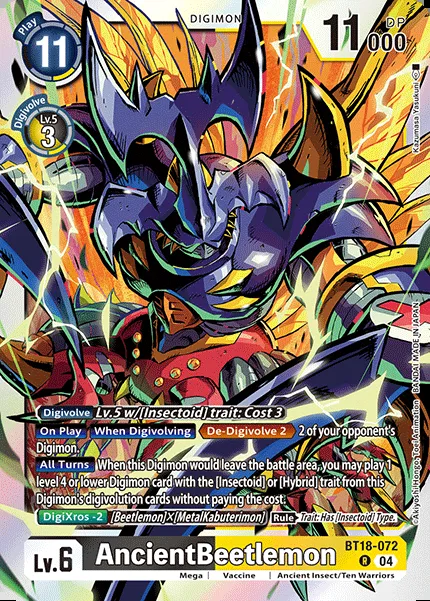 DIGIMON
Play
11
11000
DP
Digivolve
Lv.5
3
Kazumasa Yasukuni
©Akiyoshi Hongo, Toei Animation BANDAI MADE IN JAPAN
Digivolve Lv.5 w/[Insectoid] trait: Cost 3
On Play When Digivolving De-Digivolve 2 2 of your opponent's
Digimon.
All Turns When this Digimon would leave the battle area, you may play 1
level 4 or lower Digimon card with the [Insectoid] or [Hybrid] trait from this
Digimon's digivolution cards without paying the cost.
DigiXros -2 [Beetlemon]×[MetalKabuterimon] Rule Trait: Has [Insectoid] Type.
Lv.6 AncientBeetlemon BT18-072
R 04
Mega | Vaccine | Ancient Insect/Ten Warriors